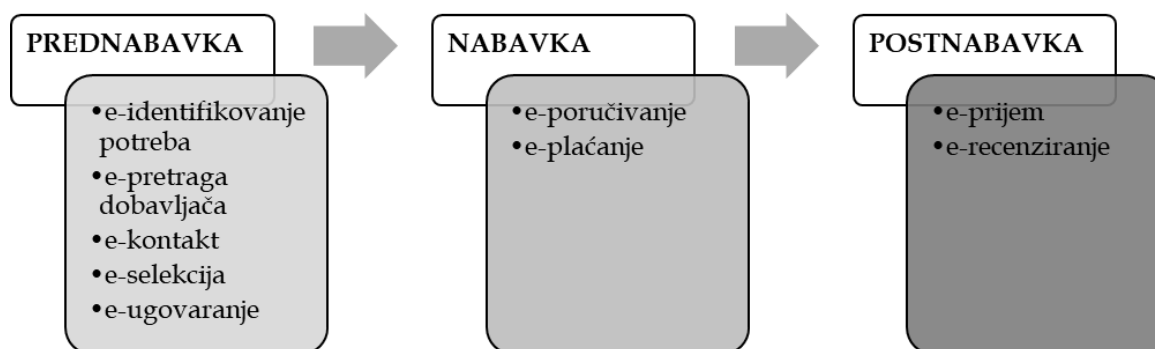 PREDNABAVKA
•e-identifikovanje
potreba
•e-pretraga
dobavljača
•e-kontakt
•e-selekcija
•e-ugovaranje
NABAVKA
•e-poručivanje
•e-plaćanje
POSTNABAVKA
•e-prijem
•e-recenziranje